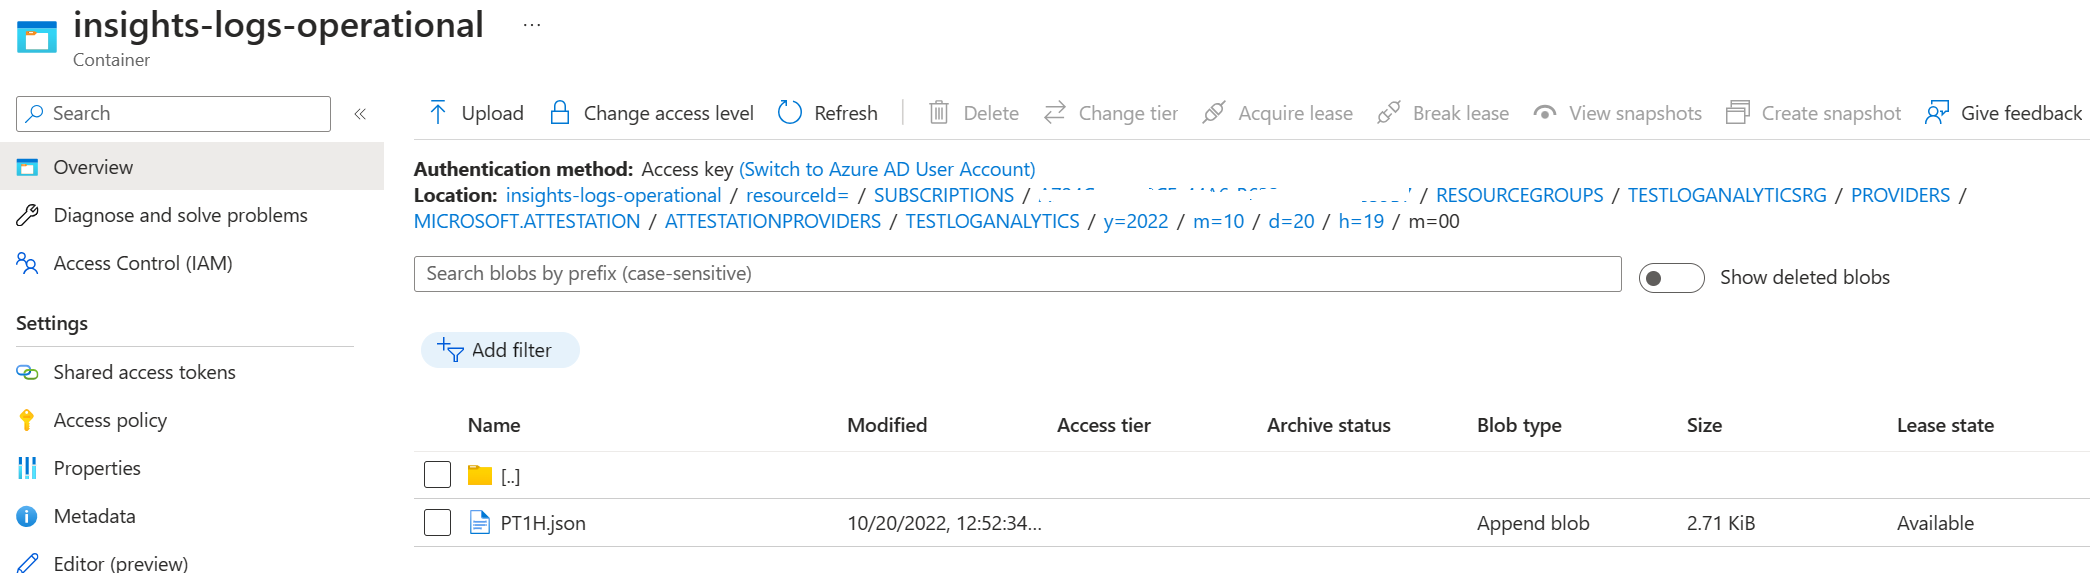 insights-logs-operational ...
Container
Search «
Upload Change access level Refresh Delete Change tier Acquire lease Break lease View snapshots Create snapshot Give feedback
Overview
Diagnose and solve problems
Access Control (IAM)
Settings
Shared access tokens
Access policy
Properties
Metadata
Editor (preview)
Authentication method: Access key (Switch to Azure AD User Account)
Location: insights-logs-operational / resourceId= / SUBSCRIPTIONS / / RESOURCEGROUPS / TESTLOGANALYTICSRG / PROVIDERS /
MICROSOFT.ATTESTATION / ATTESTATIONPROVIDERS / TESTLOGANALYTICS / y=2022 / m=10 / d=20 / h=19 / m=00
Search blobs by prefix (case-sensitive)
Show deleted blobs
Add filter
Name Modified Access tier Archive status Blob type Size Lease state
[..]
PT1H.json 10/20/2022, 12:52:34... Append blob 2.71 KiB Available